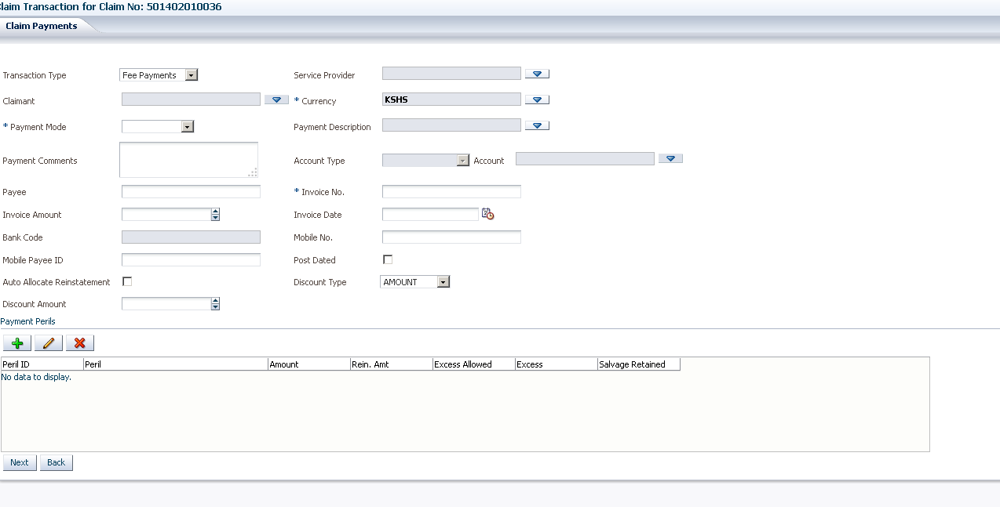 laim Transaction for Claim No: 501402010036
Claim Payments
Transaction Type Fee Payments Service Provider
Claimant * Currency KSHS
* Payment Mode Payment Description
Payment Comments Account Type Account
Payee * Invoice No.
Invoice Amount Invoice Date
Bank Code Mobile No.
Mobile Payee ID Post Dated
Auto Allocate Reinstatement Discount Type AMOUNT
Discount Amount
Payment Perils
Peril ID Peril Amount Rein. Amt Excess Allowed Excess Salvage Retained
No data to display.
Next Back